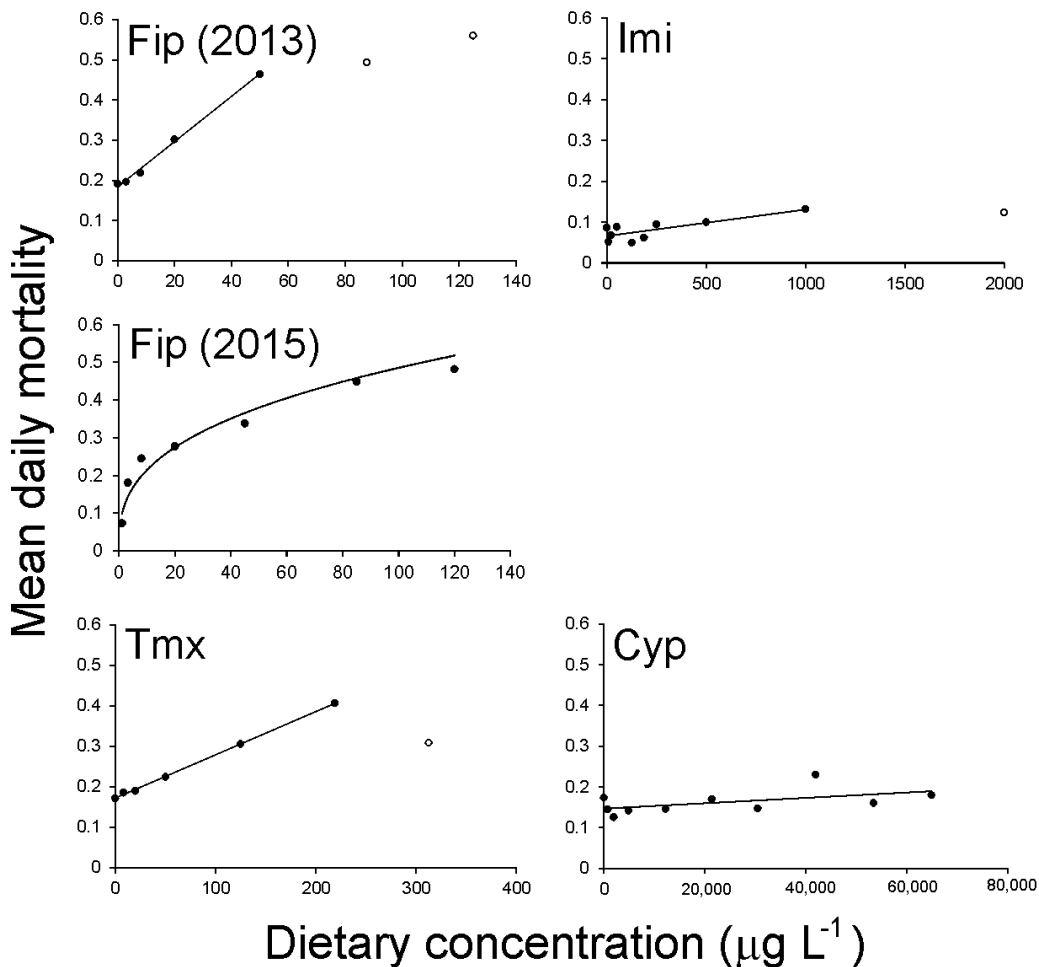 Mean daily mortality
Fip (2013)
0.6
0.5
0.4
0.3
0.2
0.1
0
0 20 40 60 80 100 120 140
Imi
0.6
0.5
0.4
0.3
0.2
0.1
0
0 500 1000 1500 2000
Fip (2015)
0.6
0.5
0.4
0.3
0.2
0.1
0
0 20 40 60 80 100 120 140
Tmx
0.6
0.5
0.4
0.3
0.2
0.1
0
0 100 200 300 400
Cyp
0.6
0.5
0.4
0.3
0.2
0.1
0
0 20,000 40,000 60,000 80,000
Dietary concentration (μg L⁻¹)